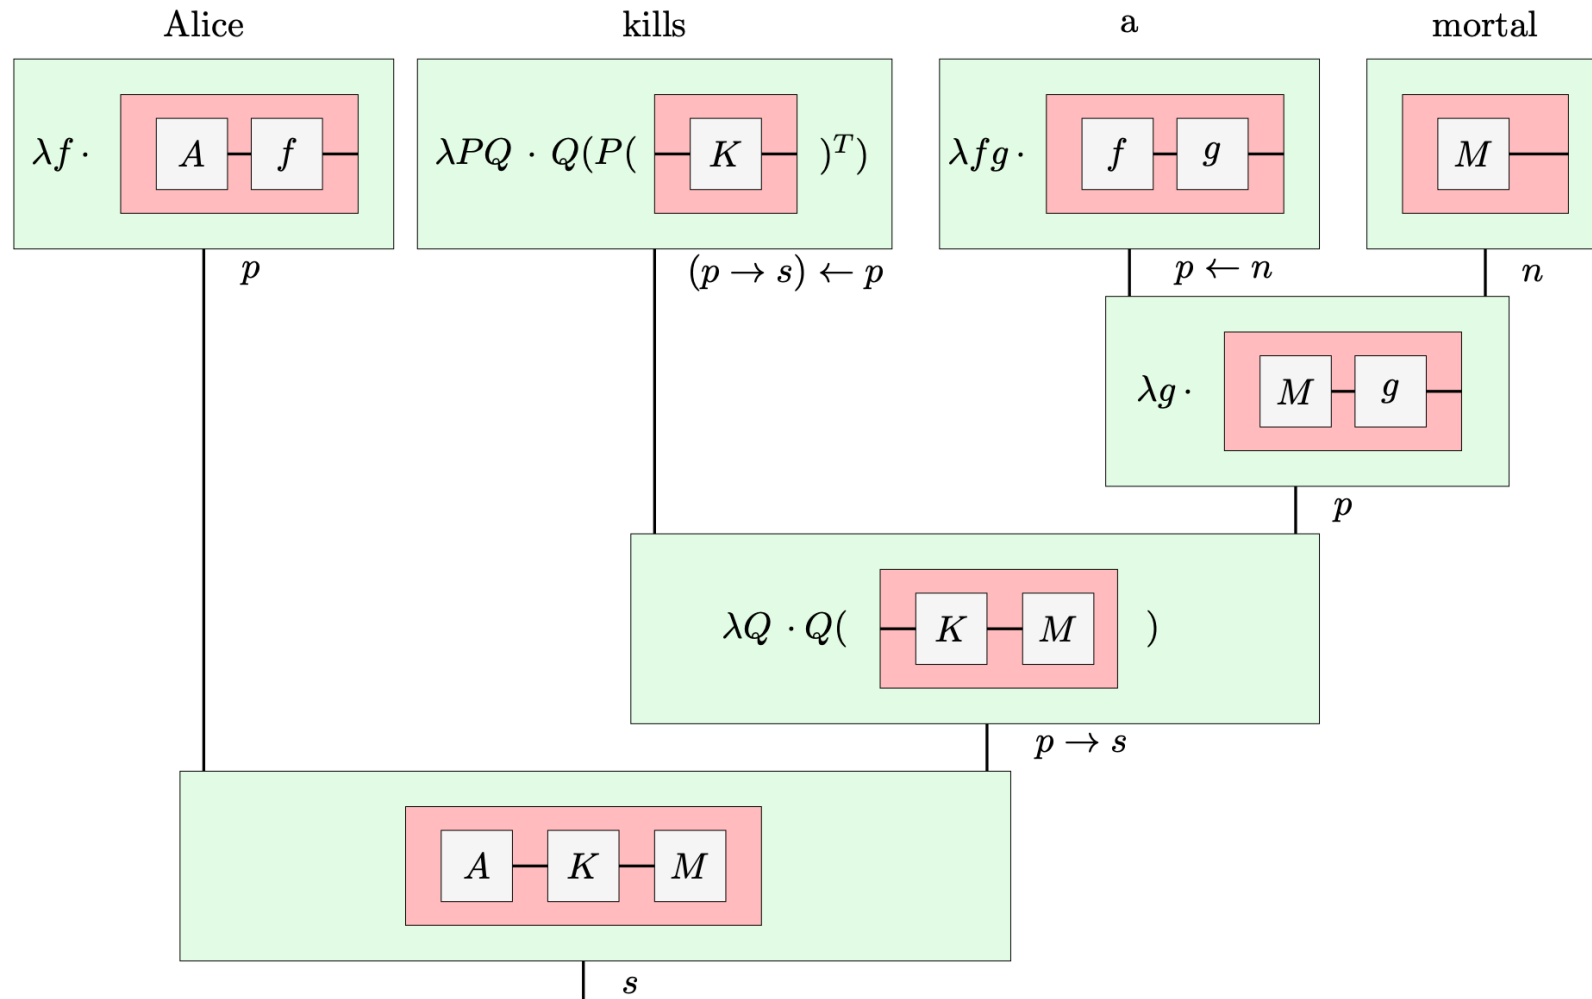 Alice kills a mortal
λf · A f λPQ · Q(P( K )ᵀ) λfg · f g M
p (p → s) ← p p ← n n
λg · M g
p
λQ · Q( K M )
p → s
A K M
s